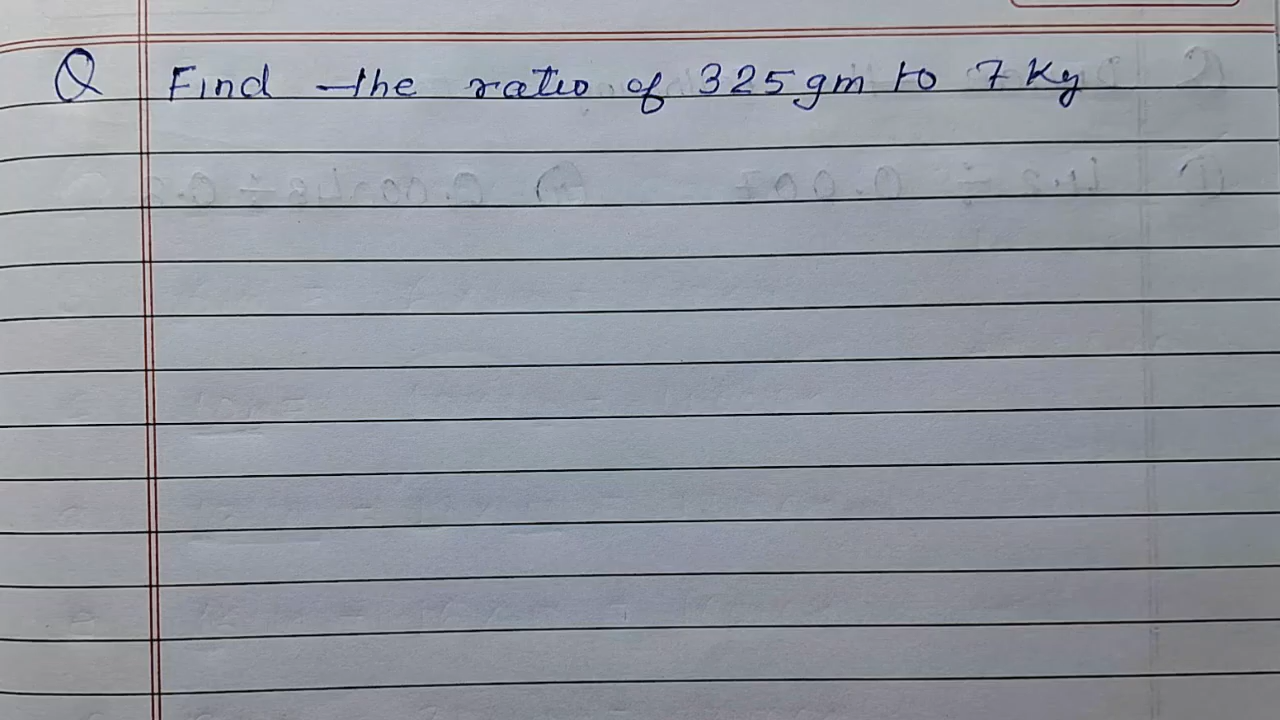 Q Find the ratio of 325 gm to 7 Kg